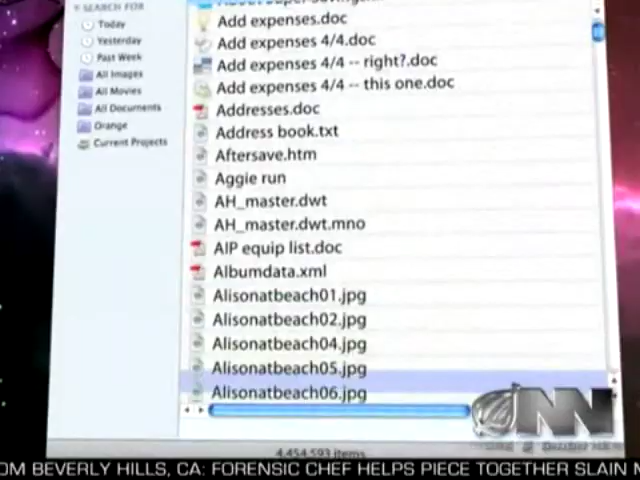 SEARCH FOR
Today
Yesterday
Past Week
All Images
All Movies
All Documents
Orange
Current Projects
Add expenses.doc
Add expenses 4/4.doc
Add expenses 4/4 -- right?.doc
Add expenses 4/4 -- this one.doc
Addresses.doc
Address book.txt
Aftersave.htm
Aggie run
AH_master.dwt
AH_master.dwt.mno
AIP equip list.doc
Albumdata.xml
Alisonatbeach01.jpg
Alisonatbeach02.jpg
Alisonatbeach04.jpg
Alisonatbeach05.jpg
Alisonatbeach06.jpg
4,454,593 items
NN
OM BEVERLY HILLS, CA: FORENSIC CHEF HELPS PIECE TOGETHER SLAIN